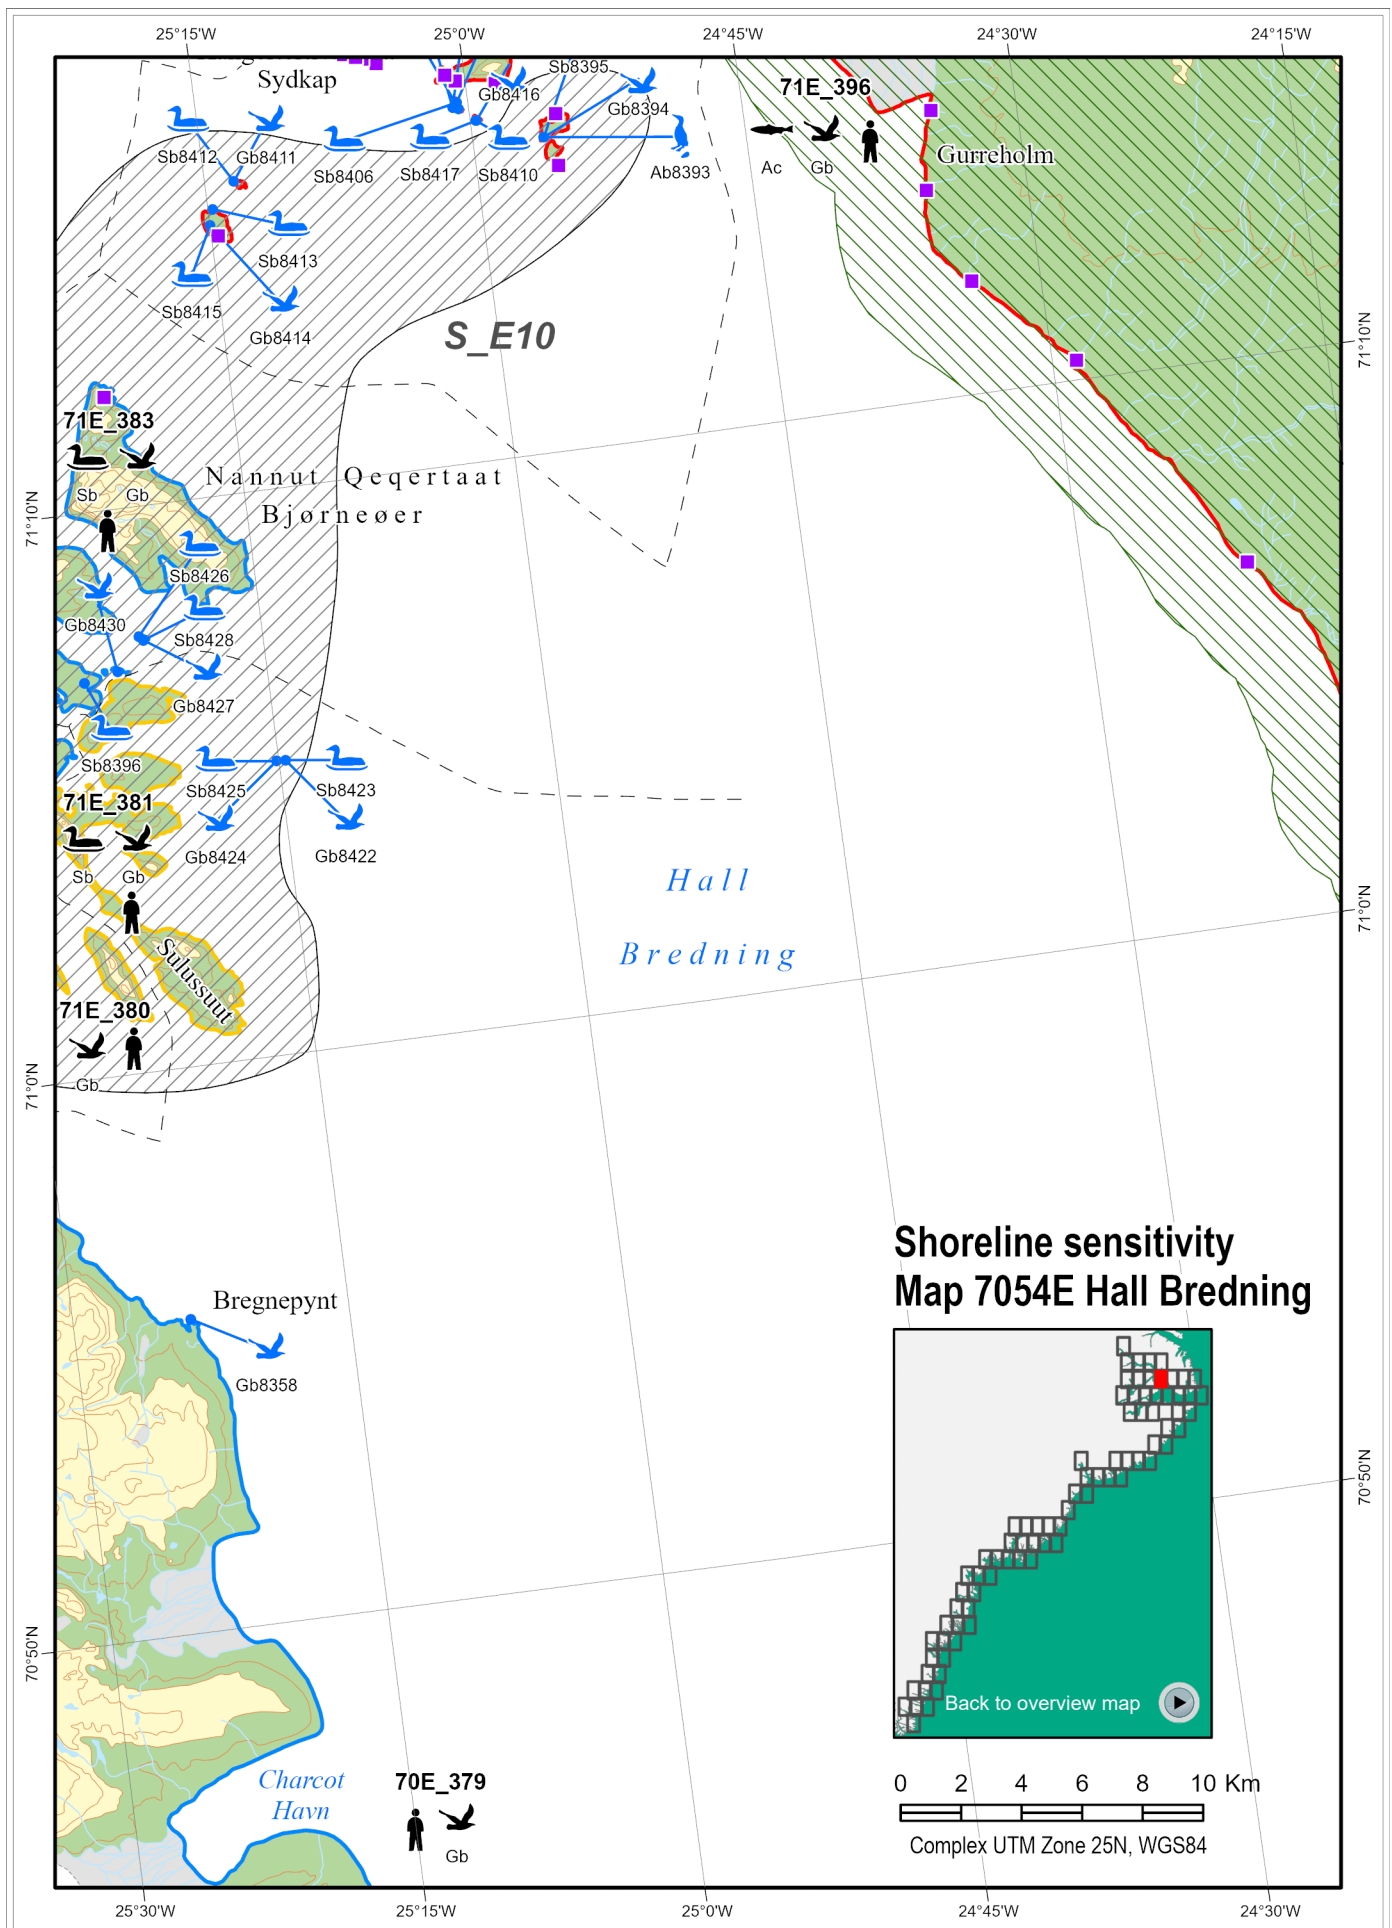 25°15'W
25°0'W
24°45'W
24°30'W
24°15'W
Sydkap
Sb8395
Gb8416
Gb8394
71E_396
Sb8412
Gb8411
Sb8406
Sb8417
Sb8410
Ab8393
Ac
Gb
Gurreholm
Sb8413
Sb8415
Gb8414
S_E10
71°10'N
71E_383
Sb
Gb
Nannut Qeqertaat
Bjørneøer
71°10'N
Sb8426
Gb8430
Sb8428
Gb8427
Sb8396
Sb8425
Sb8423
71E_381
Gb8424
Gb8422
Sb
Gb
Hall
Bredning
71°0'N
Sulussuut
71E_380
Gb
71°0'N
Shoreline sensitivity
Map 7054E Hall Bredning
Bregnepynt
Gb8358
70°50'N
70°50'N
Back to overview map
Charcot
Havn
70E_379
Gb
0 2 4 6 8 10 Km
Complex UTM Zone 25N, WGS84
25°30'W
25°15'W
25°0'W
24°45'W
24°30'W